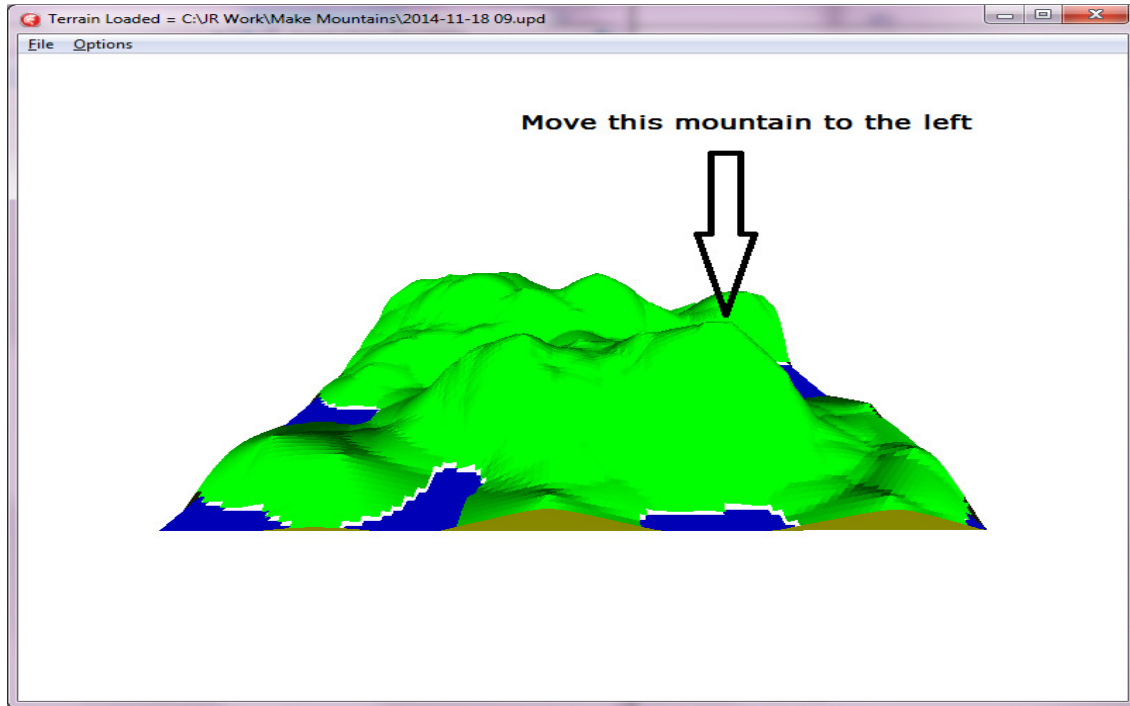 Terrain Loaded = C:\JR Work\Make Mountains\2014-11-18 09.upd
File Options
Move this mountain to the left